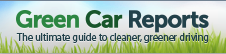 Green Car Reports
The ultimate guide to cleaner, greener driving